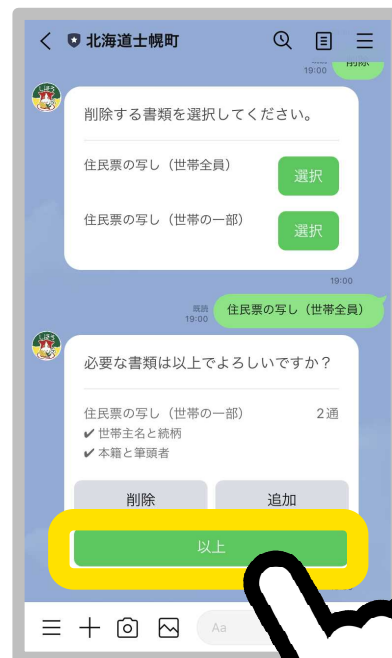 北海道士幌町
削除
19:00
削除する書類を選択してください。
住民票の写し（世帯全員）
選択
住民票の写し（世帯の一部）
選択
19:00
既読
19:00
住民票の写し（世帯全員）
必要な書類は以上でよろしいですか？
住民票の写し（世帯の一部） 2通
✔ 世帯主名と続柄
✔ 本籍と筆頭者
削除 追加
以上
Aa